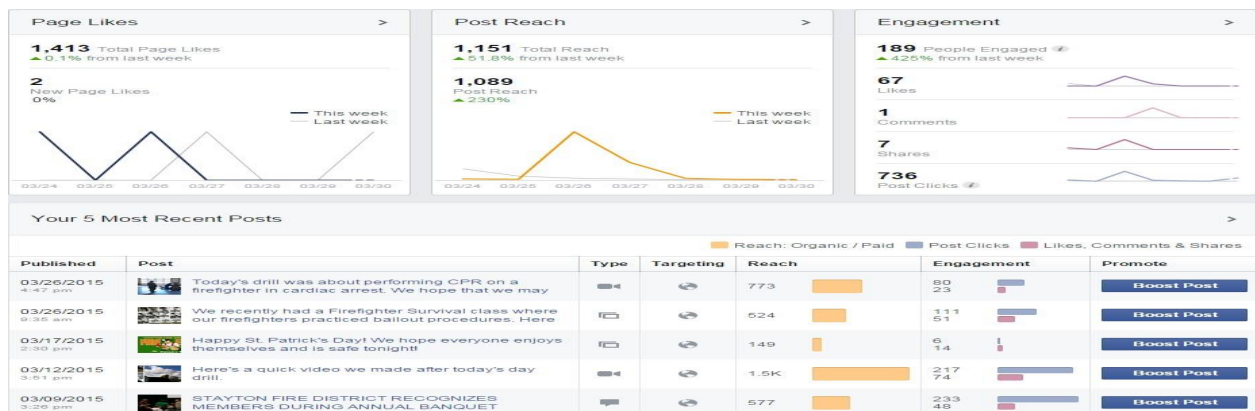 Page Likes >
1,413 Total Page Likes
▲ 0.1% from last week
2
New Page Likes
0%
This week
Last week
03/24 03/25 03/26 03/27 03/28 03/29 03/30
Post Reach >
1,151 Total Reach
▲ 51.8% from last week
1,089
Post Reach
▲ 230%
This week
Last week
03/24 03/25 03/26 03/27 03/28 03/29 03/30
Engagement >
189 People Engaged
▲ 425% from last week
67
Likes
1
Comments
7
Shares
736
Post Clicks
Your 5 Most Recent Posts >
Reach: Organic / Paid Post Clicks Likes, Comments & Shares
Published Post Type Targeting Reach Engagement Promote
03/26/2015
4:47 pm
Today's drill was about performing CPR on a
firefighter in cardiac arrest. We hope that we may
773
80
23
Boost Post
03/26/2015
9:35 am
We recently had a Firefighter Survival class where
our firefighters practiced bailout procedures. Here
524
111
51
Boost Post
03/17/2015
2:30 pm
Happy St. Patrick's Day! We hope everyone enjoys
themselves and is safe tonight!
149
6
14
Boost Post
03/12/2015
3:51 pm
Here's a quick video we made after today's day
drill.
1.5K
217
74
Boost Post
03/09/2015
3:26 pm
STAYTON FIRE DISTRICT RECOGNIZES
MEMBERS DURING ANNUAL BANQUET
577
233
48
Boost Post